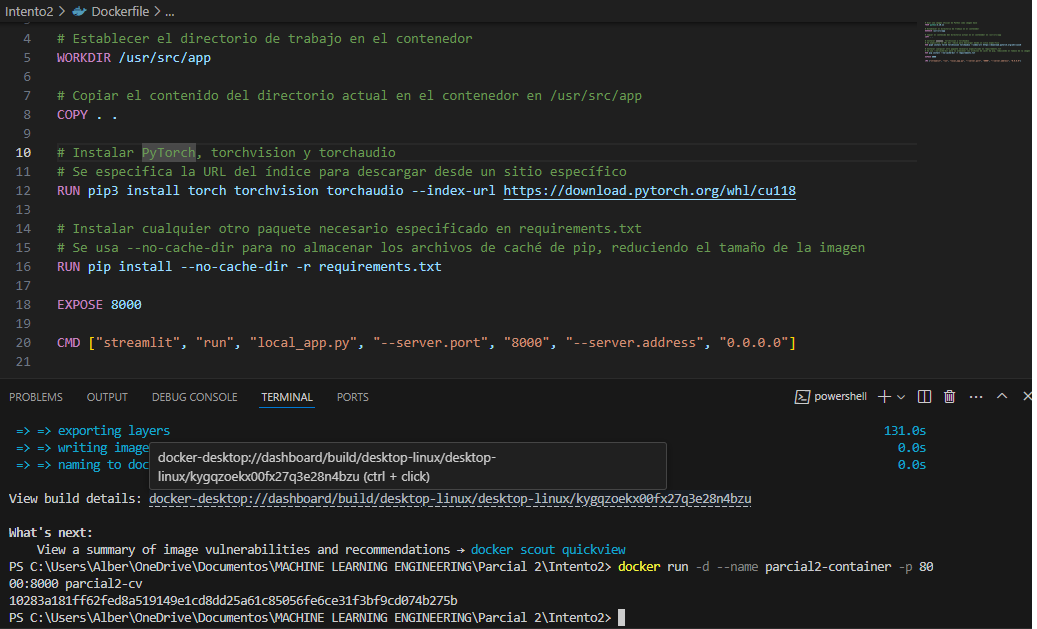 Intento2 > Dockerfile > ...
4 # Establecer el directorio de trabajo en el contenedor
5 WORKDIR /usr/src/app
6
7 # Copiar el contenido del directorio actual en el contenedor en /usr/src/app
8 COPY . .
9
10 # Instalar PyTorch, torchvision y torchaudio
11 # Se especifica la URL del índice para descargar desde un sitio específico
12 RUN pip3 install torch torchvision torchaudio --index-url https://download.pytorch.org/whl/cu118
13
14 # Instalar cualquier otro paquete necesario especificado en requirements.txt
15 # Se usa --no-cache-dir para no almacenar los archivos de caché de pip, reduciendo el tamaño de la imagen
16 RUN pip install --no-cache-dir -r requirements.txt
17
18 EXPOSE 8000
19
20 CMD ["streamlit", "run", "local_app.py", "--server.port", "8000", "--server.address", "0.0.0.0"]
21
PROBLEMS OUTPUT DEBUG CONSOLE TERMINAL PORTS powershell
=> => exporting layers 131.0s
=> => writing image 0.0s
=> => naming to doc 0.0s
docker-desktop://dashboard/build/desktop-linux/desktop-
linux/kygqzoekx00fx27q3e28n4bzu (ctrl + click)
View build details: docker-desktop://dashboard/build/desktop-linux/desktop-linux/kygqzoekx00fx27q3e28n4bzu
What's next:
View a summary of image vulnerabilities and recommendations → docker scout quickview
PS C:\Users\Alber\OneDrive\Documentos\MACHINE LEARNING ENGINEERING\Parcial 2\Intento2> docker run -d --name parcial2-container -p 80
00:8000 parcial2-cv
10283a181ff62fed8a519149e1cd8dd25a61c85056fe6ce31f3bf9cd074b275b
PS C:\Users\Alber\OneDrive\Documentos\MACHINE LEARNING ENGINEERING\Parcial 2\Intento2>